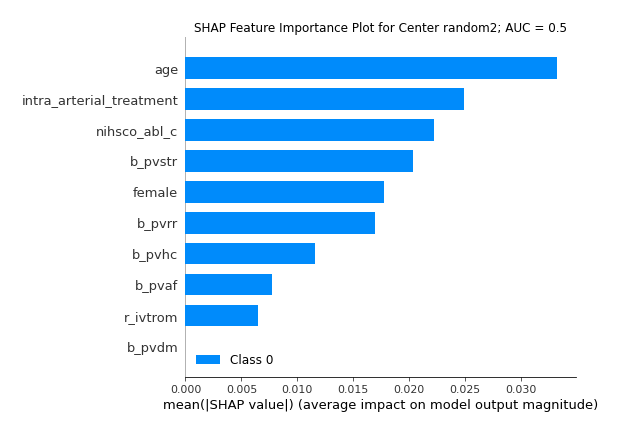 SHAP Feature Importance Plot for Center random2; AUC = 0.5
age
intra_arterial_treatment
nihsco_abl_c
b_pvstr
female
b_pvrr
b_pvhc
b_pvaf
r_ivtrom
b_pvdm
Class 0
0.000 0.005 0.010 0.015 0.020 0.025 0.030
mean(|SHAP value|) (average impact on model output magnitude)